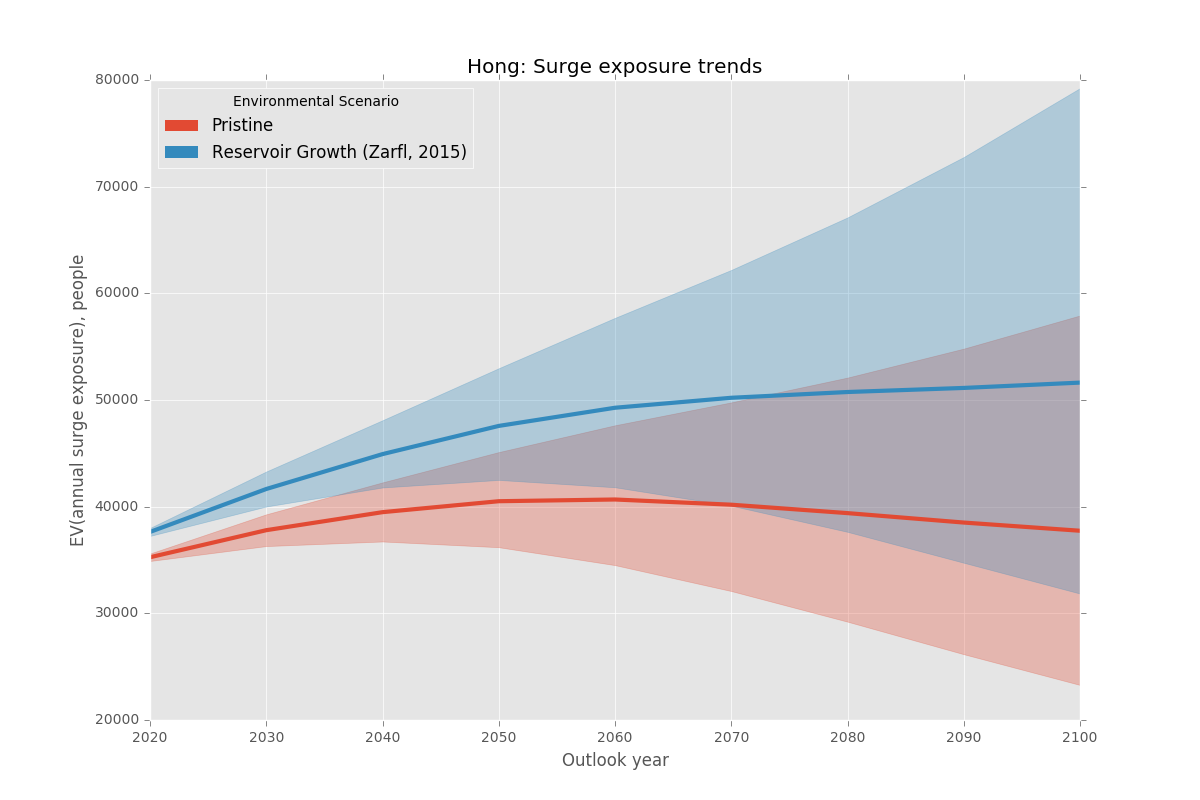 Hong: Surge exposure trends
Environmental Scenario
Pristine
Reservoir Growth (Zarfl, 2015)
EV(annual surge exposure), people
80000
70000
60000
50000
40000
30000
20000
2020 2030 2040 2050 2060 2070 2080 2090 2100
Outlook year